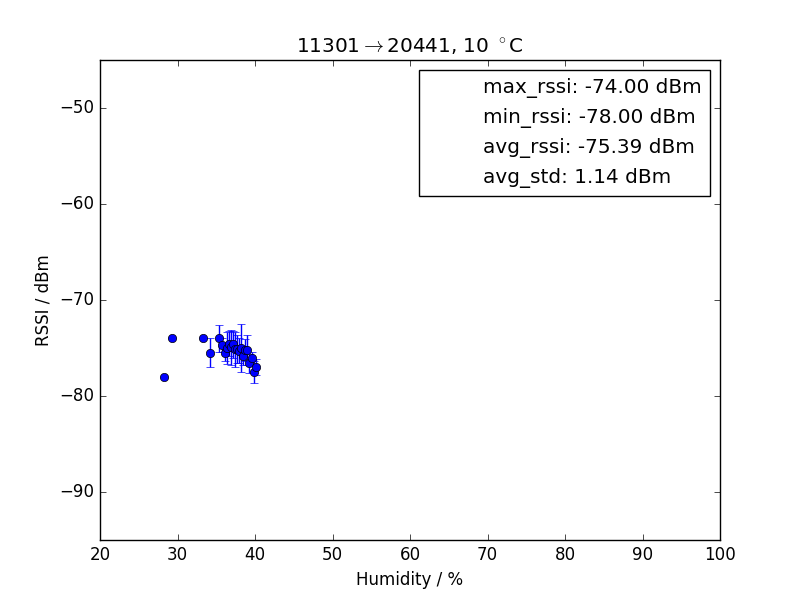 11301→20441, 10 °C
max_rssi: -74.00 dBm
min_rssi: -78.00 dBm
avg_rssi: -75.39 dBm
avg_std: 1.14 dBm
RSSI / dBm
−50
−60
−70
−80
−90
20 30 40 50 60 70 80 90 100
Humidity / %